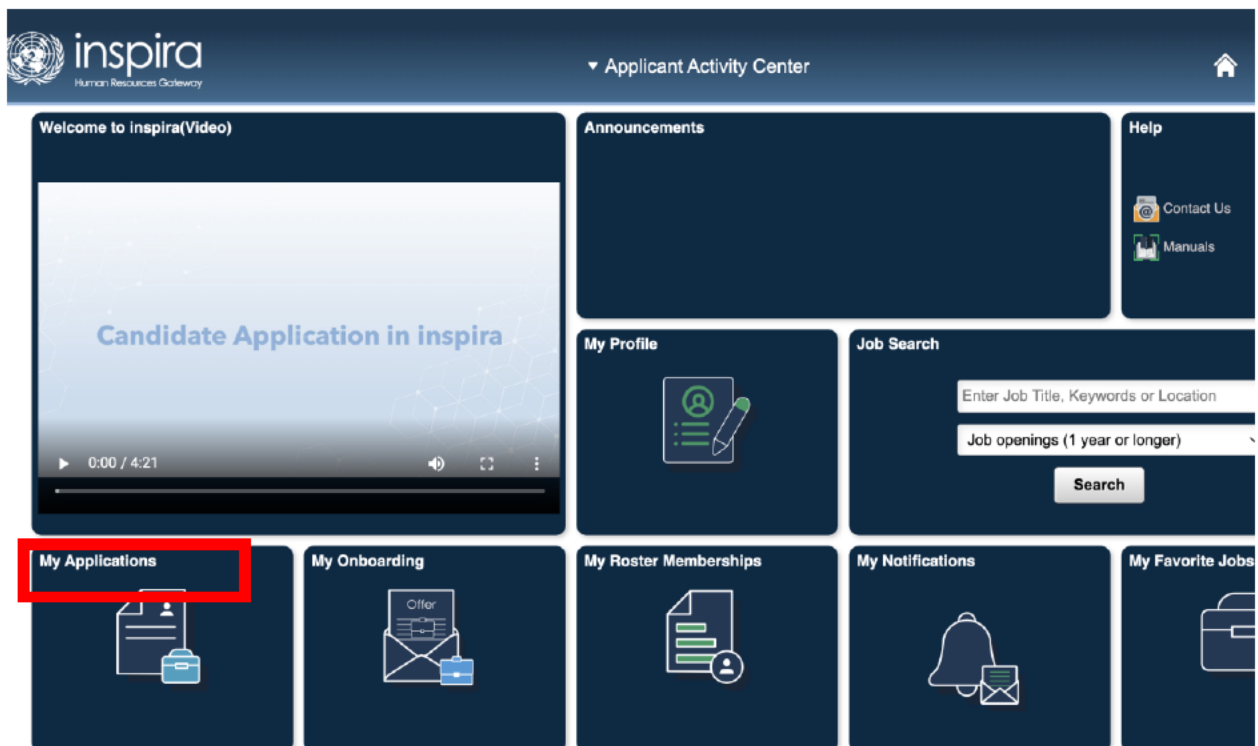 inspira
Human Resources Gateway
Applicant Activity Center
Welcome to inspira(Video)
Candidate Application in inspira
0:00 / 4:21
Announcements
Help
Contact Us
Manuals
My Profile
Job Search
Enter Job Title, Keywords or Location
Job openings (1 year or longer)
Search
My Applications
My Onboarding
Offer
My Roster Memberships
My Notifications
My Favorite Jobs